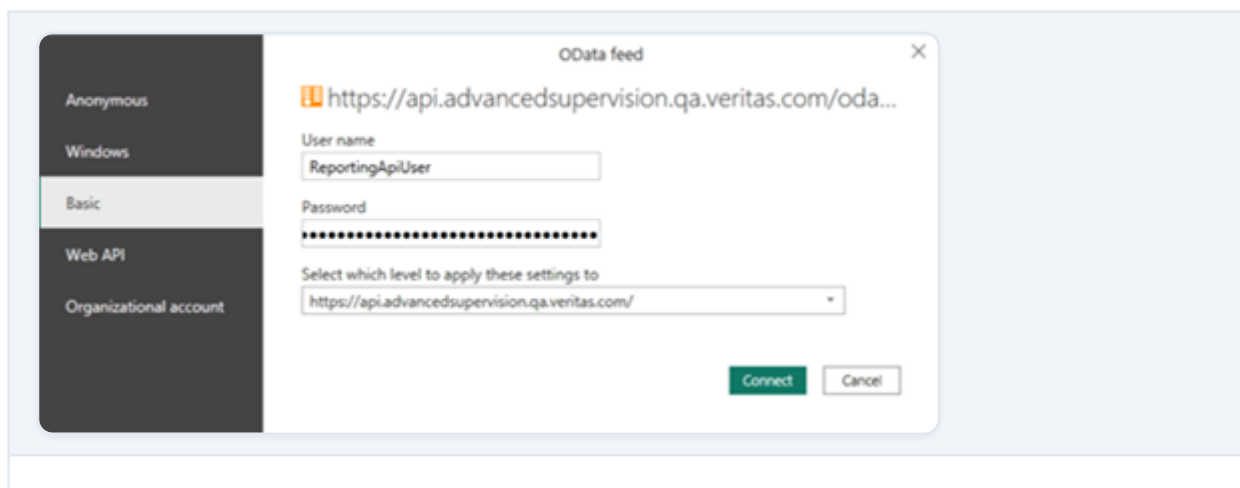 OData feed
Anonymous
Windows
Basic
Web API
Organizational account
https://api.advancedsupervision.qa.veritas.com/oda...
User name
ReportingApiUser
Password
Select which level to apply these settings to
https://api.advancedsupervision.qa.veritas.com/
Connect
Cancel